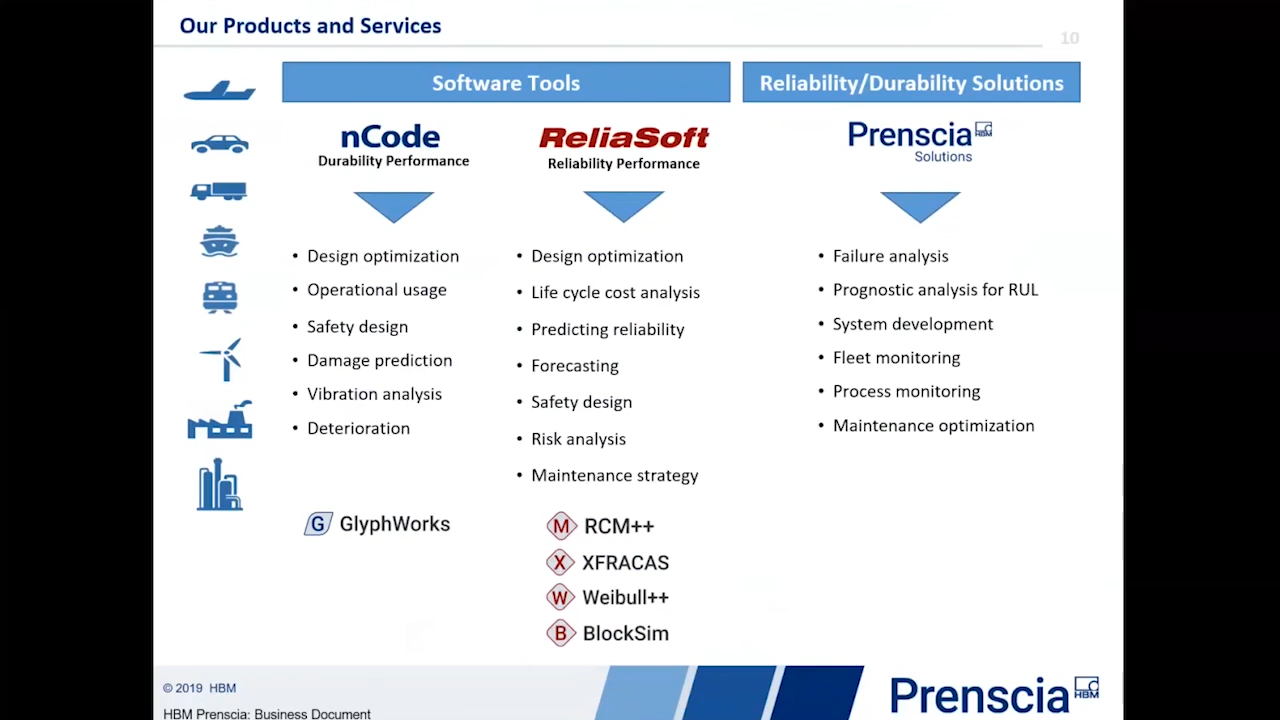 Our Products and Services
10
Software Tools
Reliability/Durability Solutions
nCode
Durability Performance
ReliaSoft
Reliability Performance
Prenscia HBM
Solutions
• Design optimization
• Operational usage
• Safety design
• Damage prediction
• Vibration analysis
• Deterioration
G GlyphWorks
• Design optimization
• Life cycle cost analysis
• Predicting reliability
• Forecasting
• Safety design
• Risk analysis
• Maintenance strategy
M RCM++
X XFRACAS
W Weibull++
B BlockSim
• Failure analysis
• Prognostic analysis for RUL
• System development
• Fleet monitoring
• Process monitoring
• Maintenance optimization
© 2019 HBM
HBM Prenscia: Business Document
Prenscia HBM